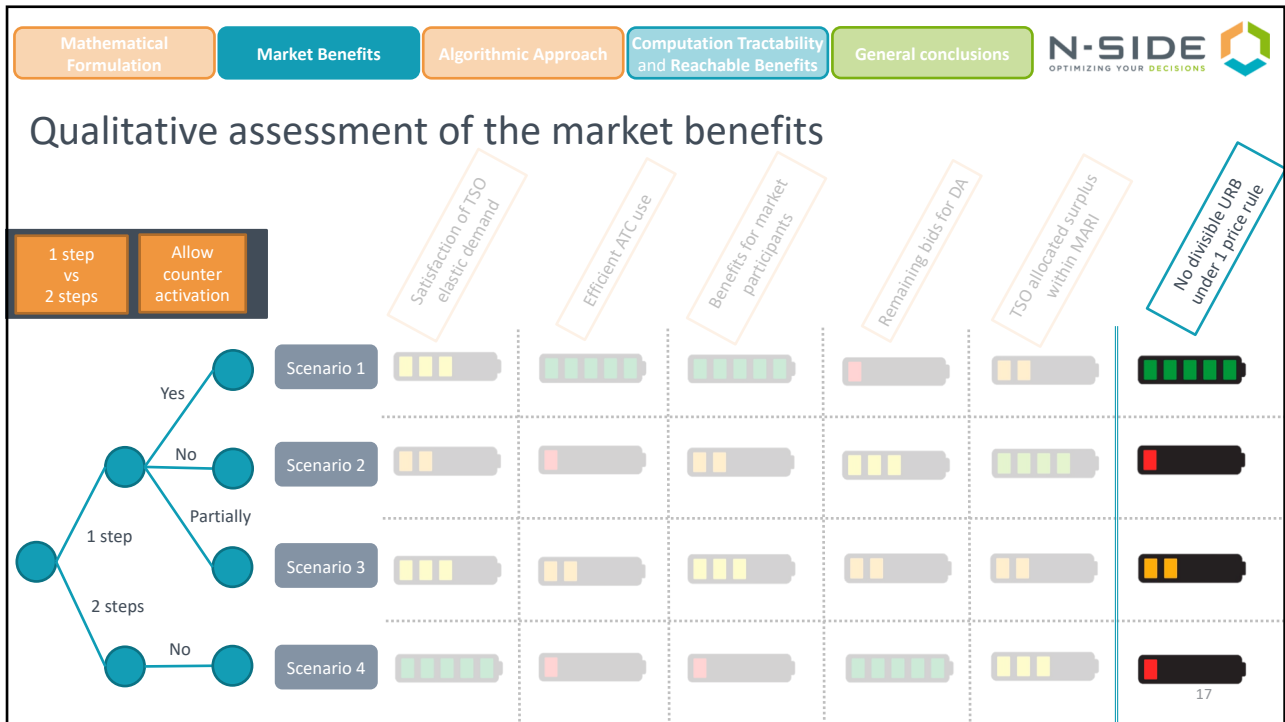 Mathematical
Formulation
Market Benefits
Algorithmic Approach
Computation Tractability
and Reachable Benefits
General conclusions
N-SIDE
OPTIMIZING YOUR DECISIONS
Qualitative assessment of the market benefits
1 step
vs
2 steps
Allow
counter
activation
Satisfaction of TSO
elastic demand
Efficient ATC use
Benefits for market
participants
Remaining bids for DA
TSO allocated surplus
within MARI
No divisible URB
under 1 price rule
Yes
No
Partially
1 step
2 steps
No
Scenario 1
Scenario 2
Scenario 3
Scenario 4
17